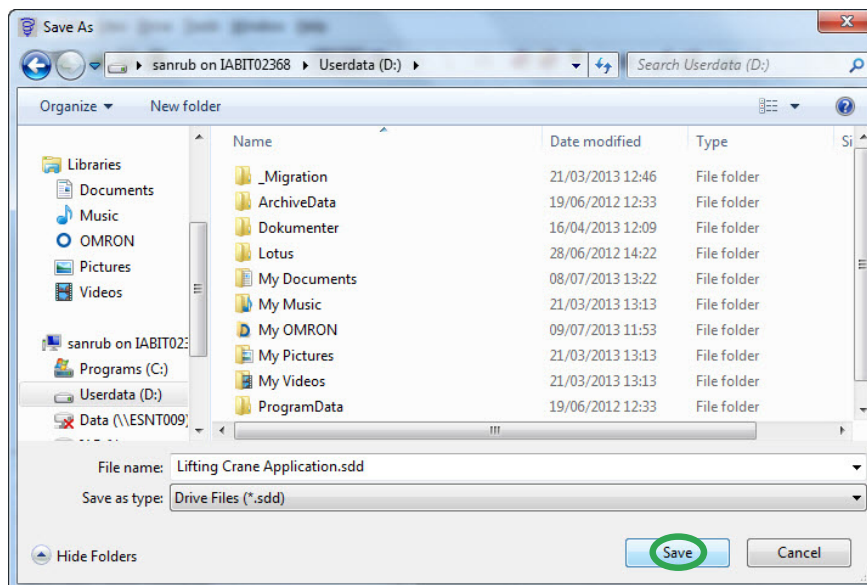 Save As
sanrub on IABIT02368 Userdata (D:) Search Userdata (D:)
Organize New folder
Name Date modified Type Si
Libraries
Documents
Music
OMRON
Pictures
Videos
sanrub on IABIT023
Programs (C:)
Userdata (D:)
Data (\\ESNT009)
_Migration 21/03/2013 12:46 File folder
ArchiveData 19/06/2012 12:33 File folder
Dokumenter 16/04/2013 12:09 File folder
Lotus 28/06/2012 14:22 File folder
My Documents 08/07/2013 13:22 File folder
My Music 21/03/2013 13:13 File folder
My OMRON 09/07/2013 11:53 File folder
My Pictures 21/03/2013 13:13 File folder
My Videos 21/03/2013 13:13 File folder
ProgramData 19/06/2012 12:33 File folder
File name: Lifting Crane Application.sdd
Save as type: Drive Files (*.sdd)
Hide Folders Save Cancel